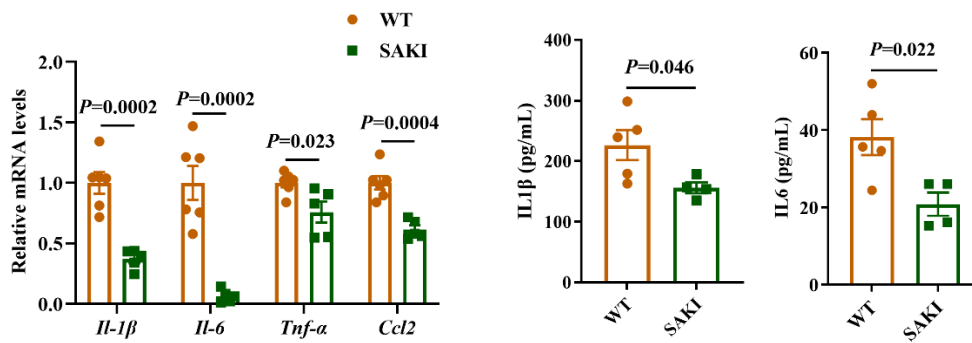 WT
SAKI
Relative mRNA levels
2.0
1.5
1.0
0.5
0.0
P=0.0002
P=0.0002
P=0.023
P=0.0004
Il-1β
Il-6
Tnf-α
Ccl2
IL1β (pg/mL)
400
300
200
100
0
P=0.046
WT
SAKI
IL6 (pg/mL)
60
40
20
0
P=0.022
WT
SAKI